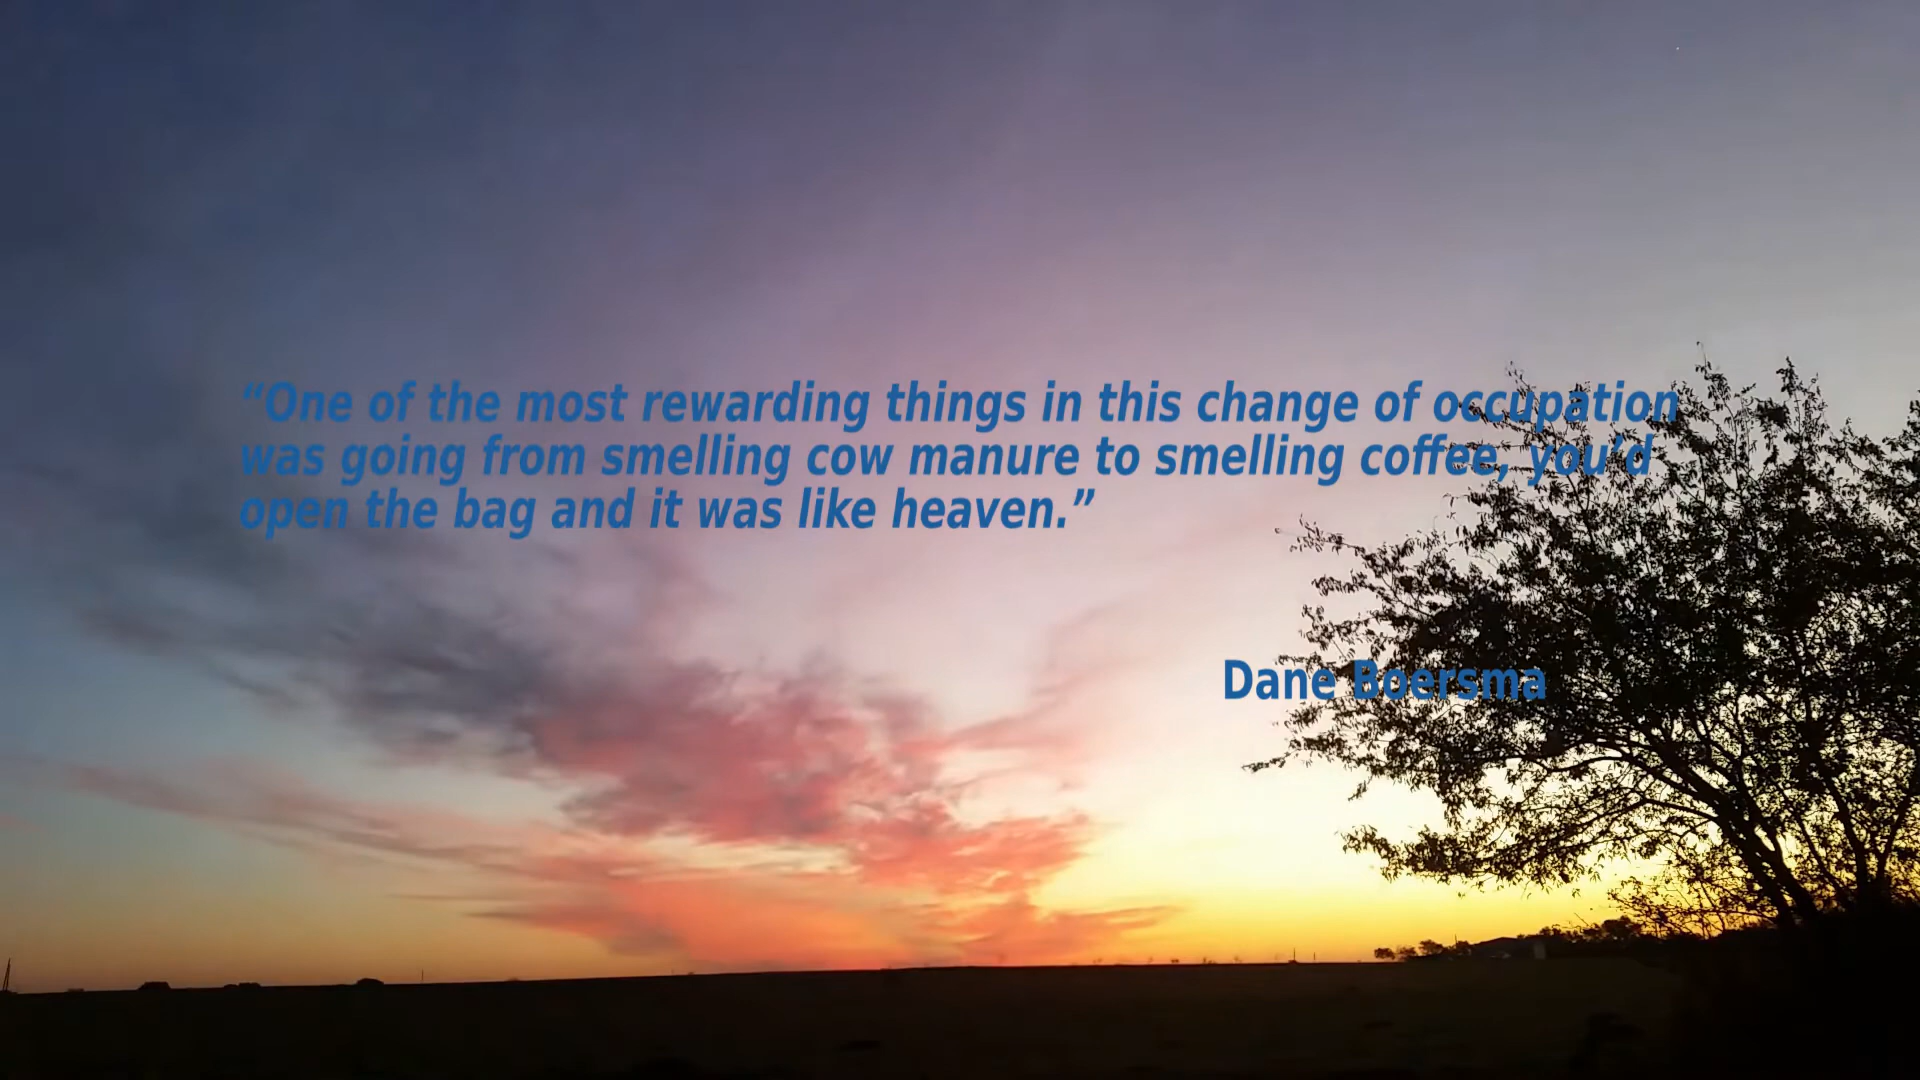 “One of the most rewarding things in this change of occupation
was going from smelling cow manure to smelling coffee, you’d
open the bag and it was like heaven.”
Dane Boersma